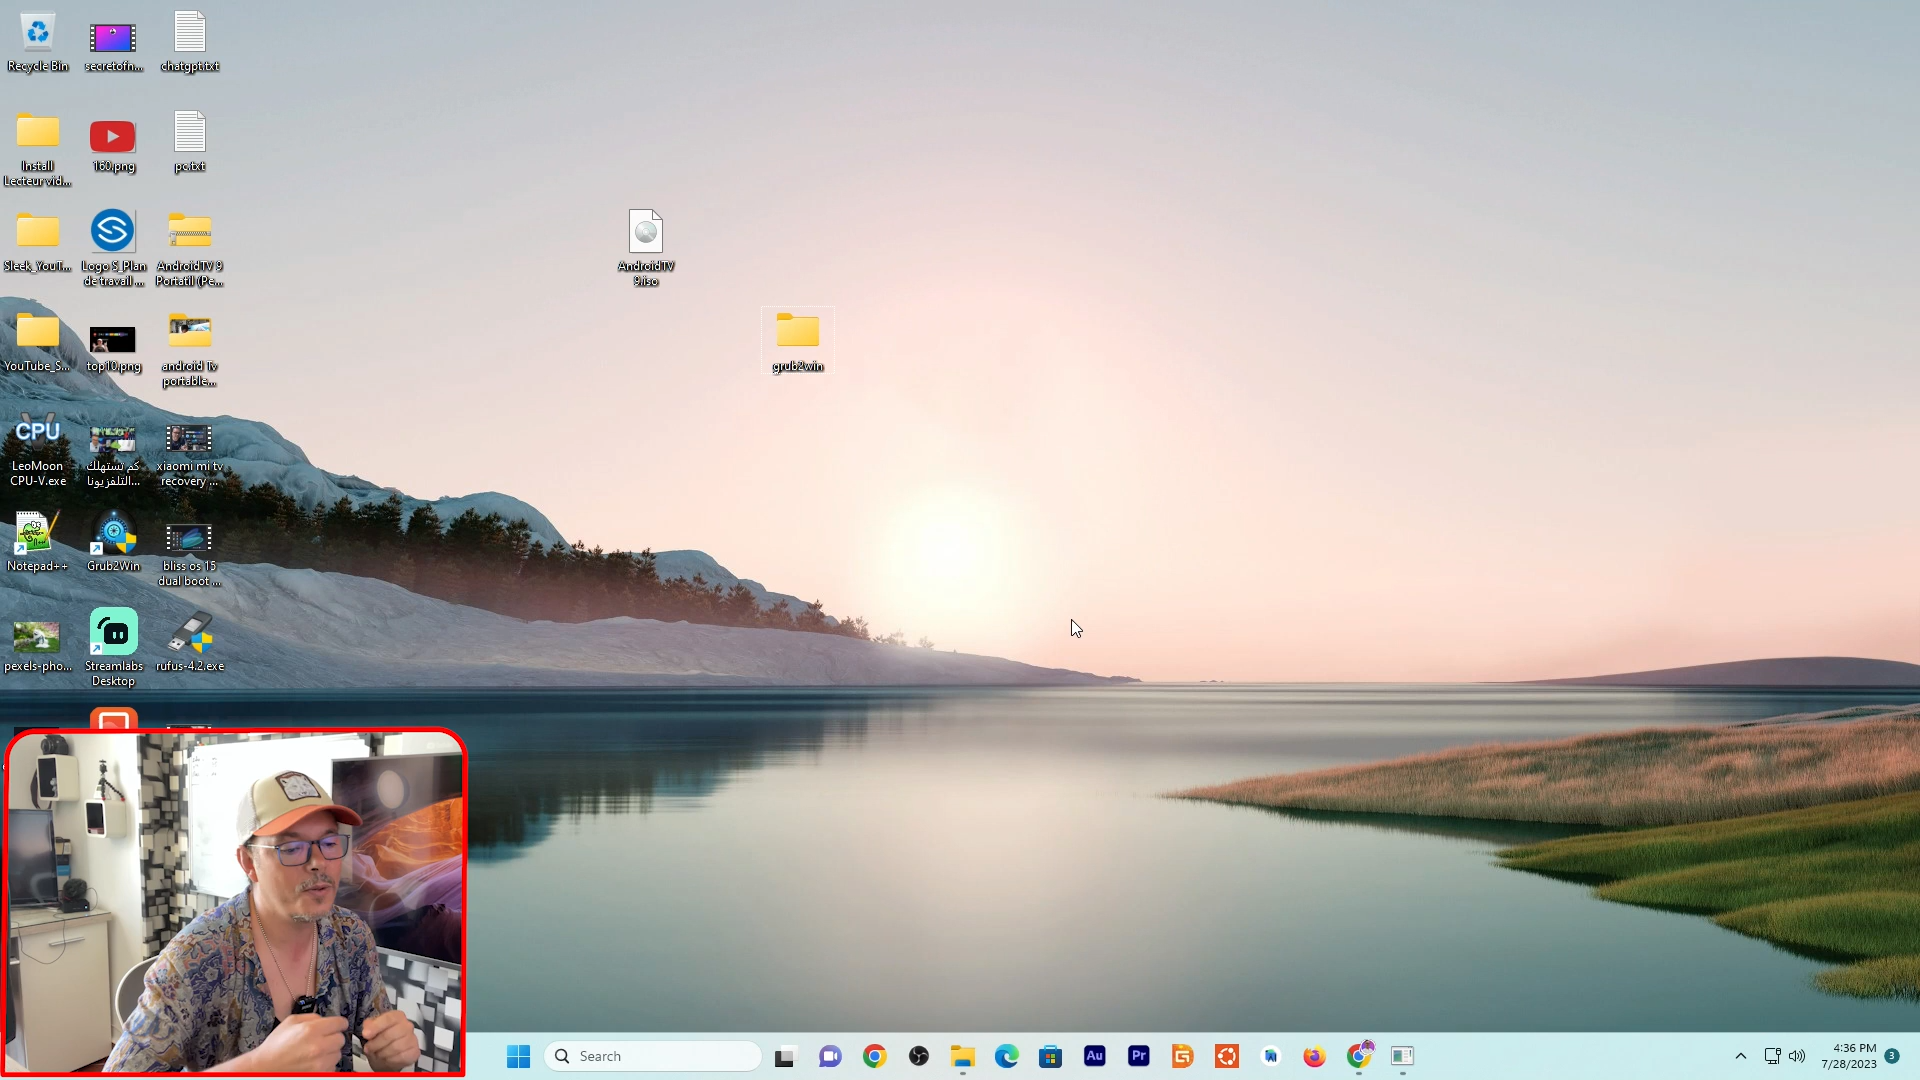 Recycle Bin
secretofn...
chatgpt.txt
Install
Lecteur vid...
160.png
pc.txt
Sleek_YouT...
Logo S_Plan
de travail ...
AndroidTV 9
Portatil (Pe...
AndroidTV
9.iso
YouTube_S...
top10.png
android Tv
portable...
grub2win
CPU
LeoMoon
CPU-V.exe
كم تستهلك
التلفزيونا...
xiaomi mi tv
recovery ...
Notepad++
Grub2Win
bliss os 15
dual boot ...
pexels-pho...
Streamlabs
Desktop
rufus-4.2.exe
Search
Au
Pr
4:36 PM
7/28/2023
3